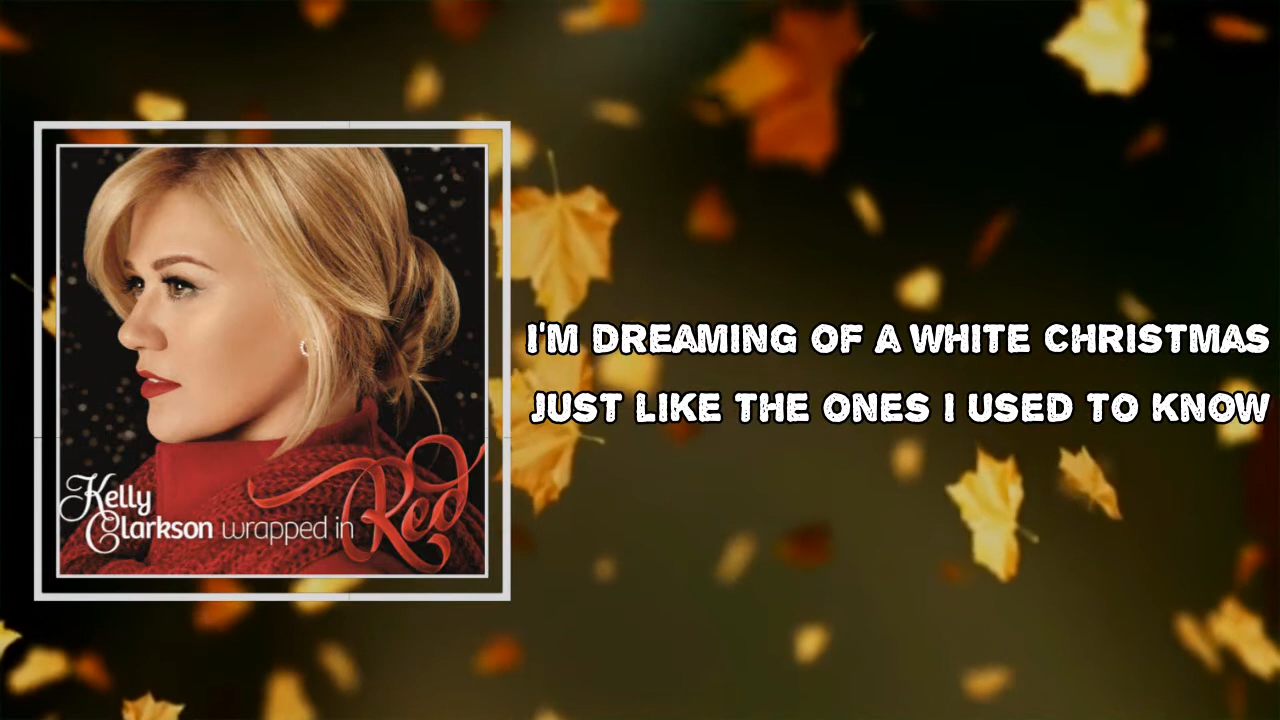 Kelly
Clarkson wrapped in Red
I'M DREAMING OF A WHITE CHRISTMAS
JUST LIKE THE ONES I USED TO KNOW